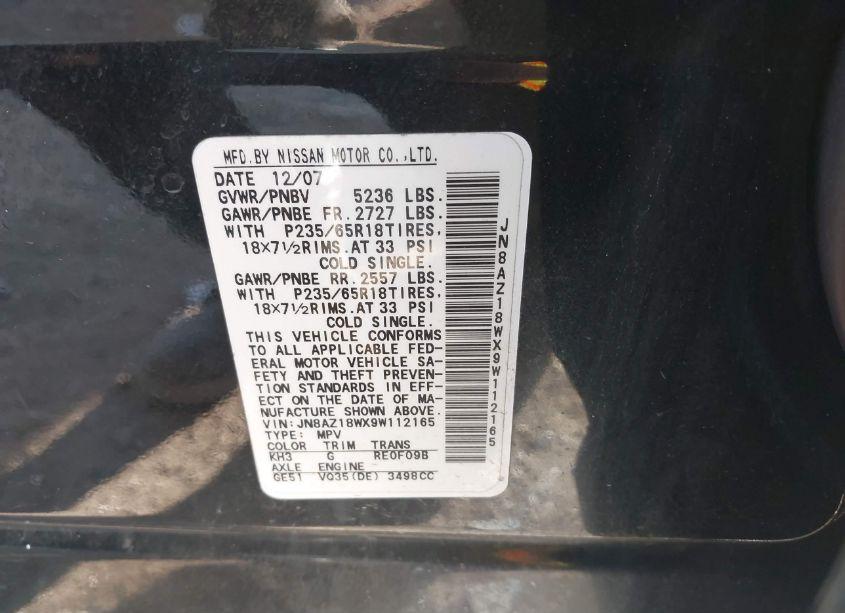 MFD.BY NISSAN MOTOR CO.,LTD.
DATE 12/07
GVWR/PNBV 5236 LBS.
GAWR/PNBE FR.2727 LBS.
WITH P235/65R18TIRES,
18×7½RIMS.AT 33 PSI
COLD SINGLE.
GAWR/PNBE RR.2557 LBS.
WITH P235/65R18TIRES,
18×7½RIMS.AT 33 PSI
COLD SINGLE.
THIS VEHICLE CONFORMS
TO ALL APPLICABLE FED-
ERAL MOTOR VEHICLE SA-
FETY AND THEFT PREVEN-
TION STANDARDS IN EFF-
ECT ON THE DATE OF MA-
NUFACTURE SHOWN ABOVE.
VIN:JN8AZ18WX9W112165
TYPE: MPV
COLOR TRIM TRANS
KH3 G RE0F09B
AXLE ENGINE
GE51 VQ35(DE) 3498CC
JN8AZ18WX9W112165